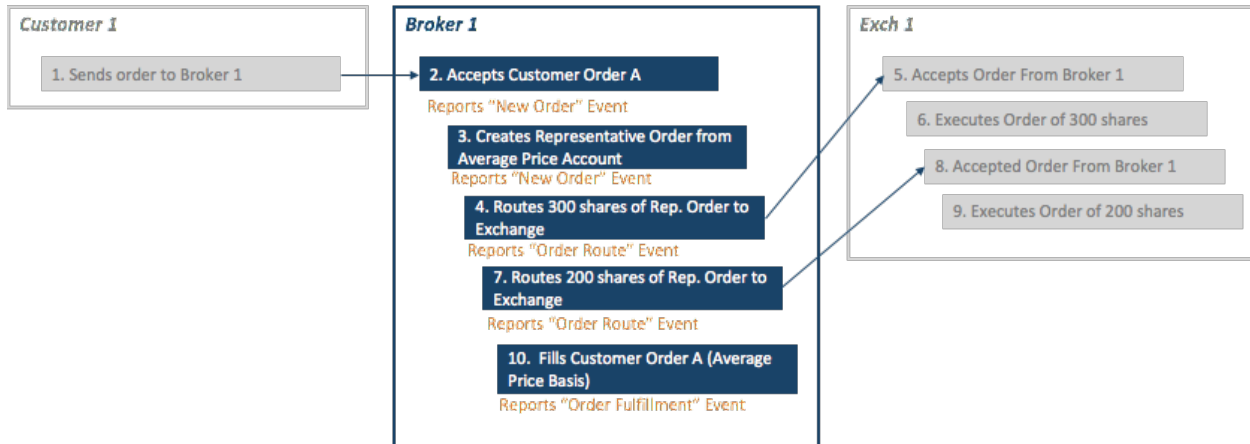 Customer 1
1. Sends order to Broker 1
Broker 1
2. Accepts Customer Order A
Reports "New Order" Event
3. Creates Representative Order from
Average Price Account
Reports "New Order" Event
4. Routes 300 shares of Rep. Order to
Exchange
Reports "Order Route" Event
7. Routes 200 shares of Rep. Order to
Exchange
Reports "Order Route" Event
10. Fills Customer Order A (Average
Price Basis)
Reports "Order Fulfillment" Event
Exch 1
5. Accepts Order From Broker 1
6. Executes Order of 300 shares
8. Accepted Order From Broker 1
9. Executes Order of 200 shares